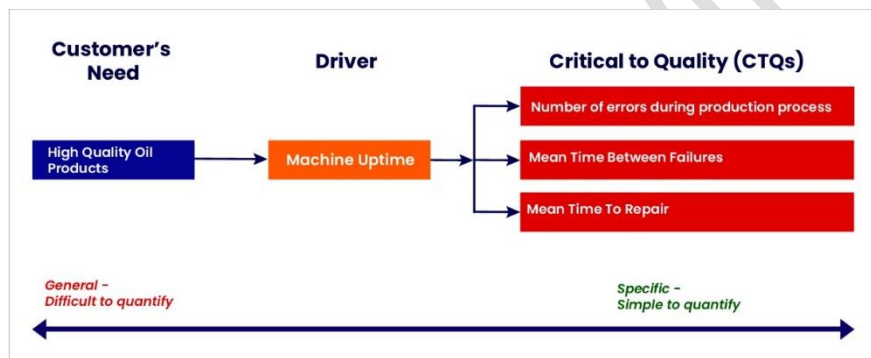 Customer's
Need
Driver
Critical to Quality (CTQs)
Number of errors during production process
High Quality Oil
Products
Machine Uptime
Mean Time Between Failures
Mean Time To Repair
General -
Difficult to quantify
Specific -
Simple to quantify